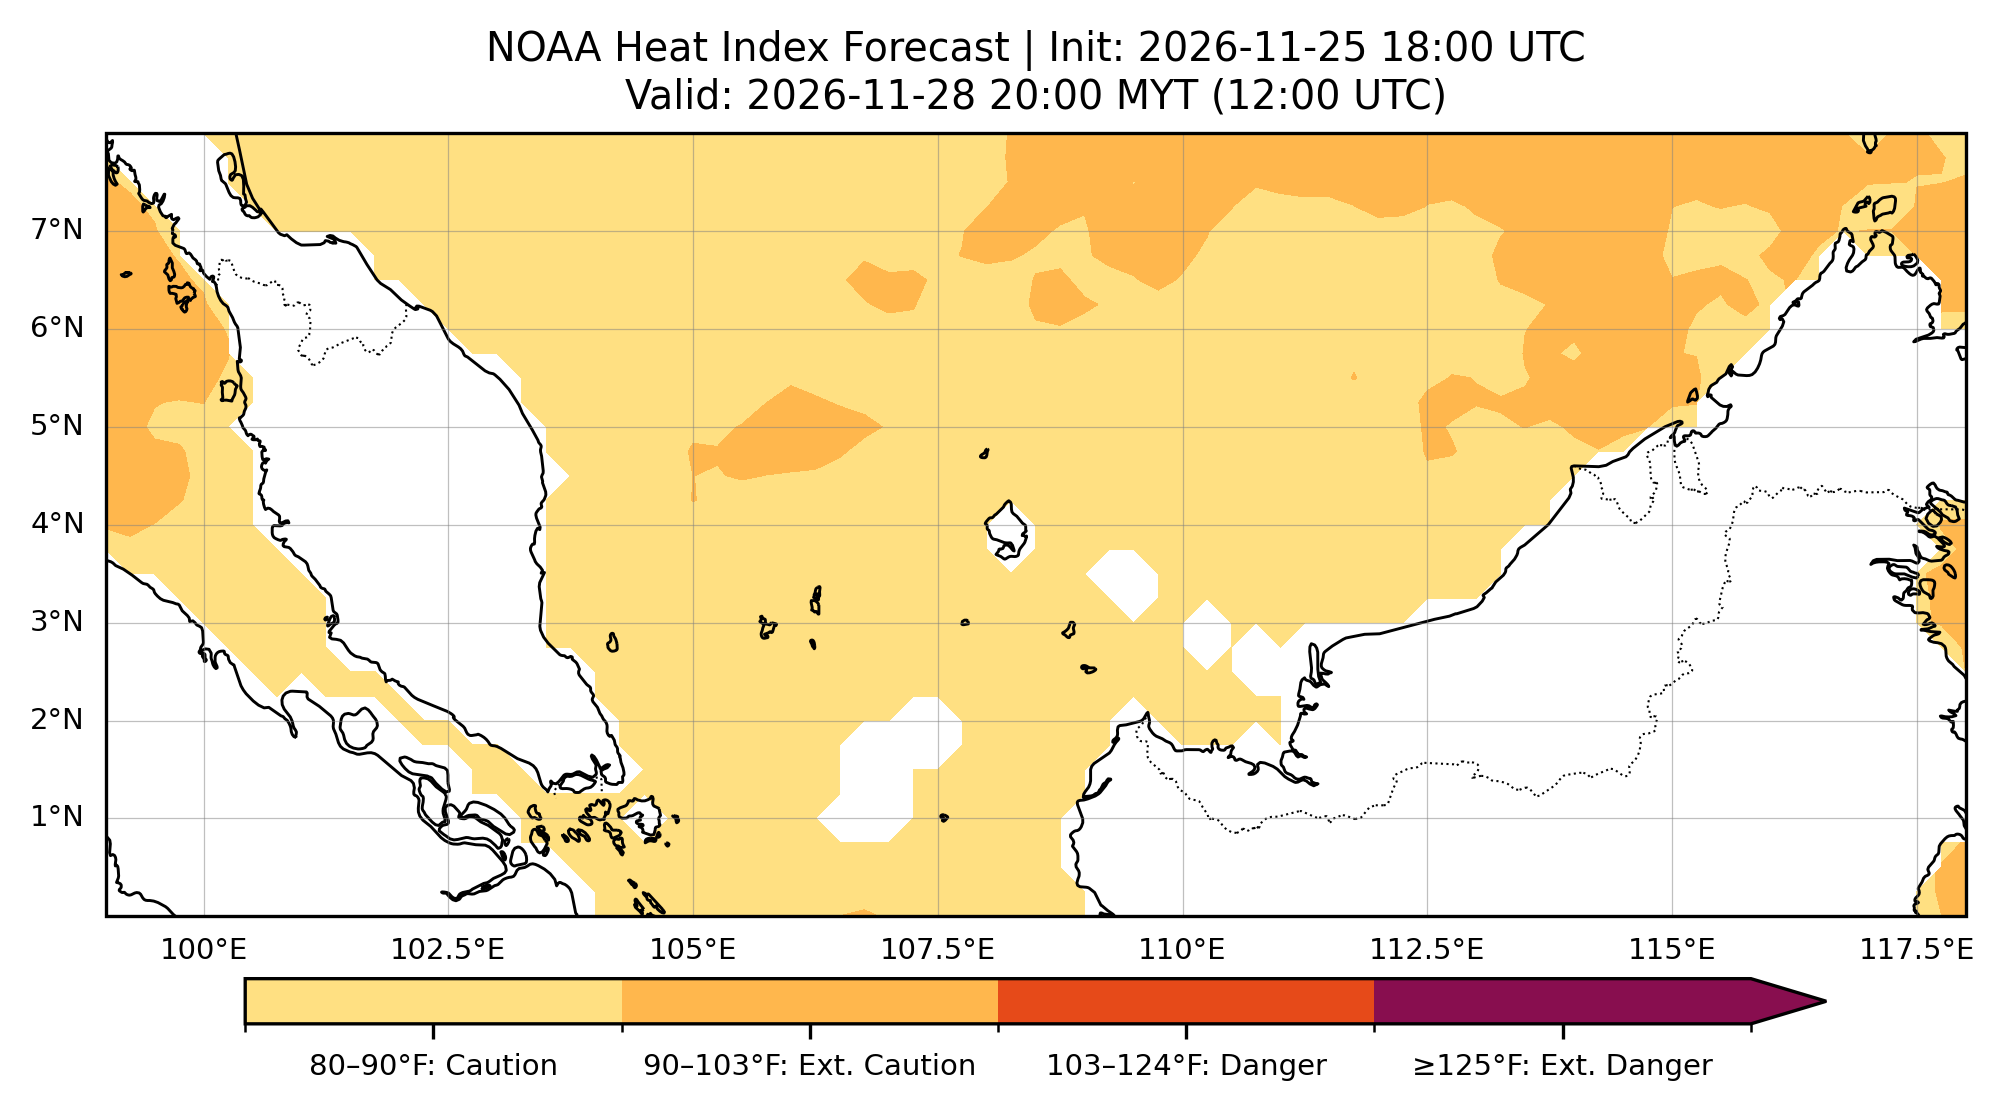 NOAA Heat Index Forecast | Init: 2026-11-25 18:00 UTC
Valid: 2026-11-28 20:00 MYT (12:00 UTC)
7°N
6°N
5°N
4°N
3°N
2°N
1°N
100°E 102.5°E 105°E 107.5°E 110°E 112.5°E 115°E 117.5°E
80–90°F: Caution 90–103°F: Ext. Caution 103–124°F: Danger ≥125°F: Ext. Danger